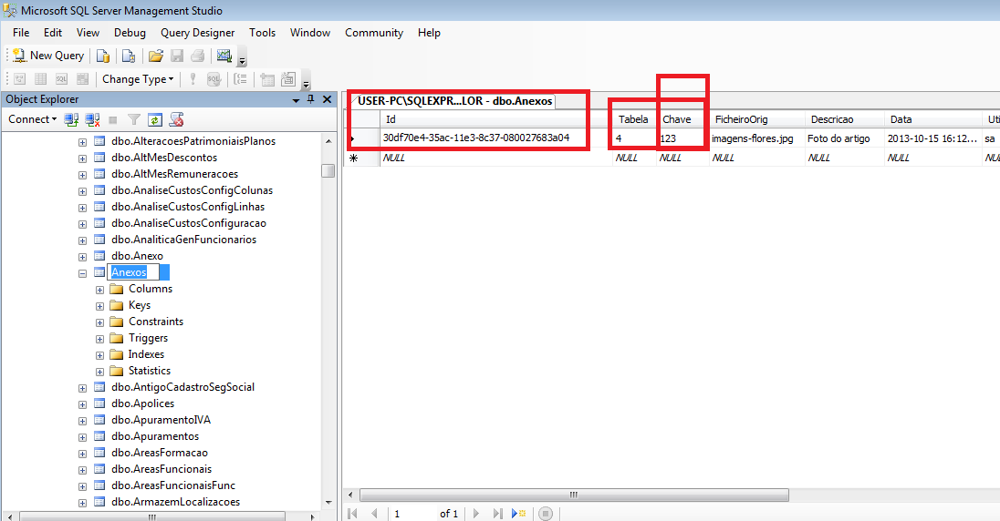 Microsoft SQL Server Management Studio
File Edit View Debug Query Designer Tools Window Community Help
New Query
Change Type
Object Explorer
Connect
dbo.AlteracoesPatrimoniaisPlanos
dbo.AltMesDescontos
dbo.AltMesRemuneracoes
dbo.AnaliseCustosConfigColunas
dbo.AnaliseCustosConfigLinhas
dbo.AnaliseCustosConfiguracao
dbo.AnaliticaGenFuncionarios
dbo.Anexo
Anexos
Columns
Keys
Constraints
Triggers
Indexes
Statistics
dbo.AntigoCadastroSegSocial
dbo.Apolices
dbo.ApuramentoIVA
dbo.Apuramentos
dbo.AreasFormacao
dbo.AreasFuncionais
dbo.AreasFuncionaisFunc
dbo.ArmazemLocalizacoes
USER-PC\SQLEXPR...LOR - dbo.Anexos
Id Tabela Chave FicheiroOrig Descricao Data Uti
30df70e4-35ac-11e3-8c37-080027683a04 4 123 imagens-flores.jpg Foto do artigo 2013-10-15 16:12... sa
NULL NULL NULL NULL NULL NULL NU
1 of 1